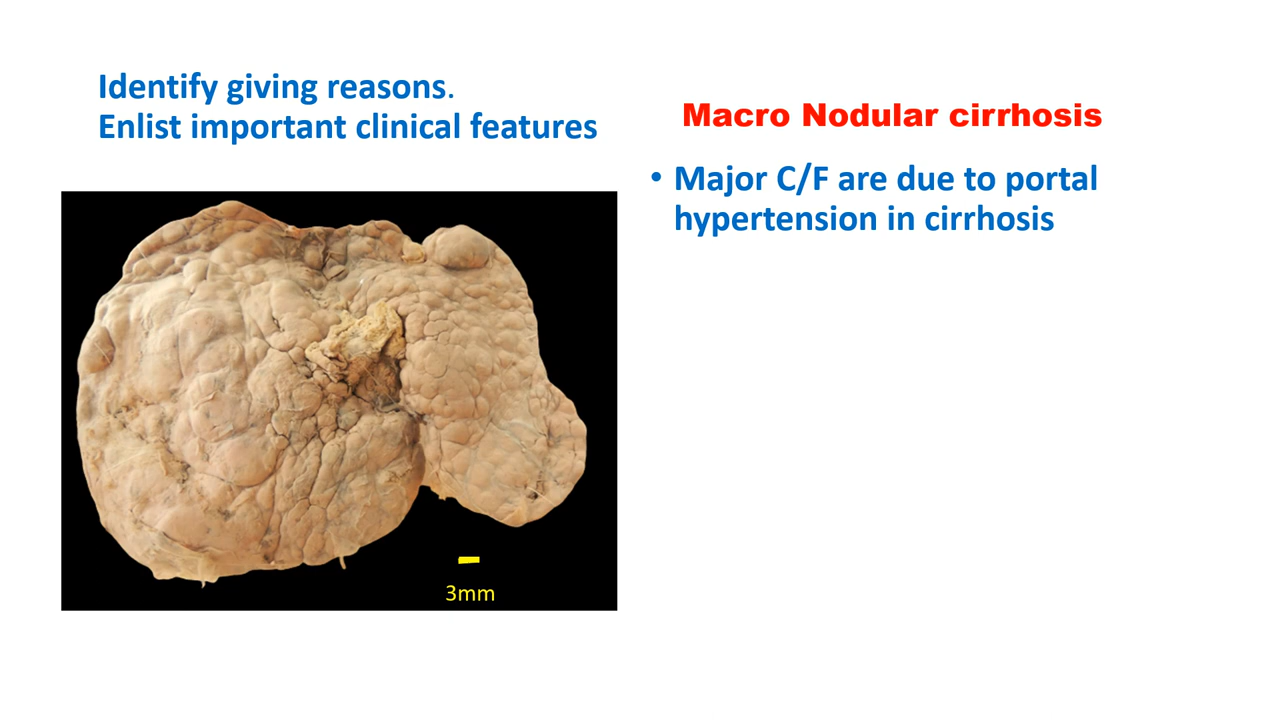 Identify giving reasons.
Enlist important clinical features
Macro Nodular cirrhosis
• Major C/F are due to portal
hypertension in cirrhosis
3mm